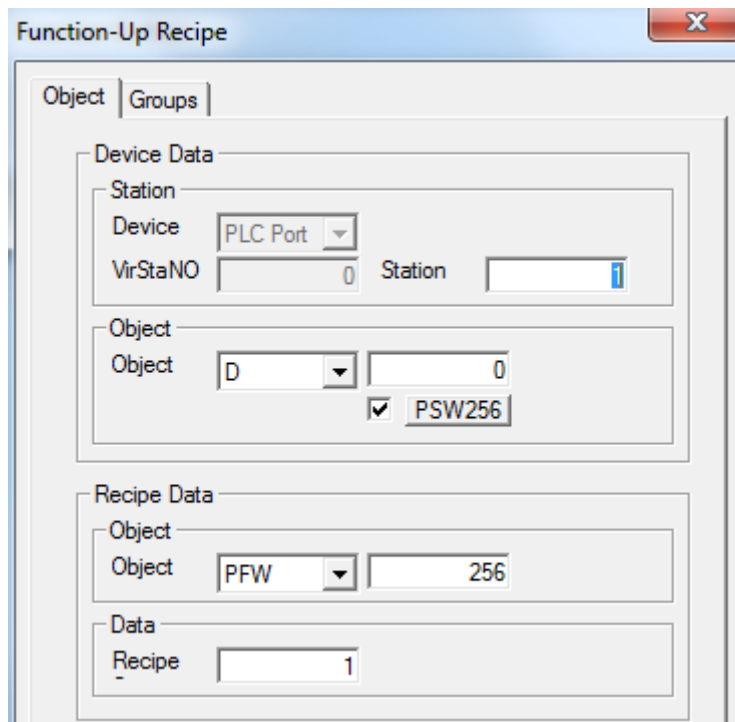 Function-Up Recipe
Object Groups
Device Data
Station
Device PLC Port
VirStaNO 0 Station 1
Object
Object D 0
PSW256
Recipe Data
Object
Object PFW 256
Data
Recipe 1